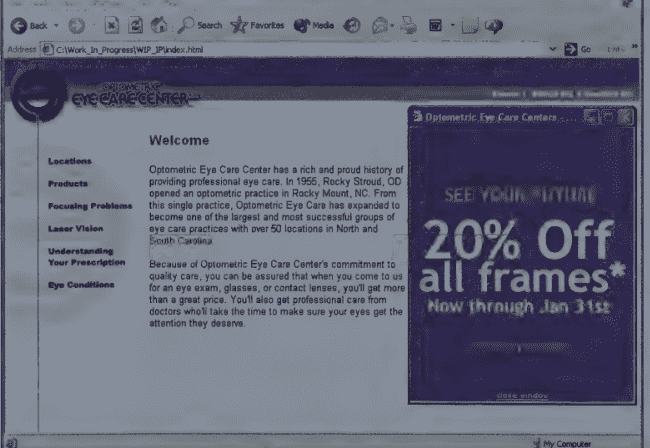 Back Search Favorites Media
Address C:\Work_In_Progress\WIP_IP\index.html Go
OPTOMETRIC
EYE CARE CENTER
Optometric Eye Care Centers
Welcome
Locations
Products
Focusing Problems
Laser Vision
Understanding
Your Prescription
Eye Conditions
Optometric Eye Care Center has a rich and proud history of
providing professional eye care. In 1955, Rocky Stroud, OD
opened an optometric practice in Rocky Mount, NC. From
this single practice, Optometric Eye Care has expanded to
become one of the largest and most successful groups of
eye care practices with over 50 locations in North and
South Carolina
Because of Optometric Eye Care Center's commitment to
quality care, you can be assured that when you come to us
for an eye exam, glasses, or contact lenses, you'll get more
than a great price. You'll also get professional care from
doctors who'll take the time to make sure your eyes get the
attention they deserve.
SEE YOUR FUTURE
20% Off
all frames*
Now through Jan 31st
close window
My Computer